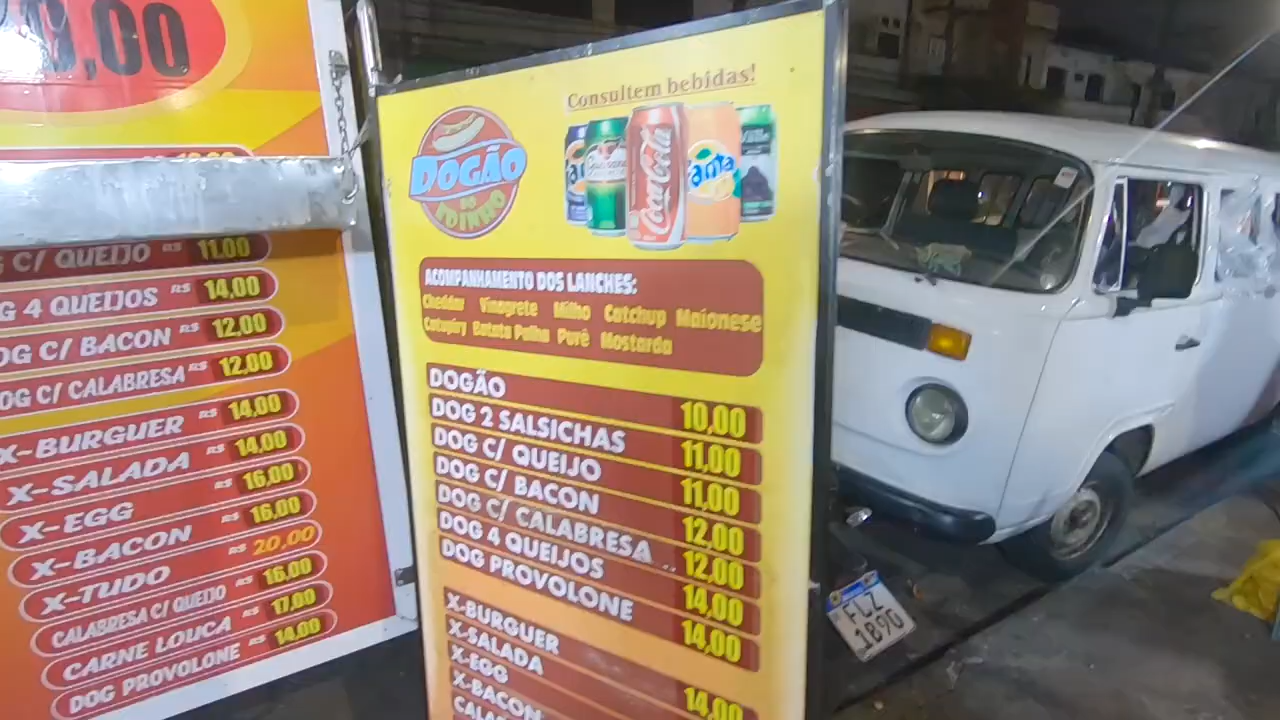 3,00
C/ QUEIJO R$ 11,00
G 4 QUEIJOS R$ 14,00
OG C/ BACON R$ 12,00
OG C/ CALABRESA R$ 12,00
X-BURGUER R$ 14,00
X-SALADA R$ 14,00
X-EGG R$ 16,00
X-BACON R$ 16,00
X-TUDO R$ 20,00
CALABRESA C/ QUEIJO R$ 16,00
CARNE LOUCA R$ 17,00
DOG PROVOLONE R$ 14,00
Consultem bebidas!
DOGÃO
DO
EDINHO
Coca-Cola
Fanta
ACOMPANHAMENTO DOS LANCHES:
Cheddar Vinagrete Milho Catchup Maionese
Catupiry Batata Palha Purê Mostarda
DOGÃO 10,00
DOG 2 SALSICHAS 11,00
DOG C/ QUEIJO 11,00
DOG C/ BACON 12,00
DOG C/ CALABRESA 12,00
DOG 4 QUEIJOS 14,00
DOG PROVOLONE 14,00
X-BURGUER 14,00
X-SALADA
X-EGG
X-BACON
FLZ
1890